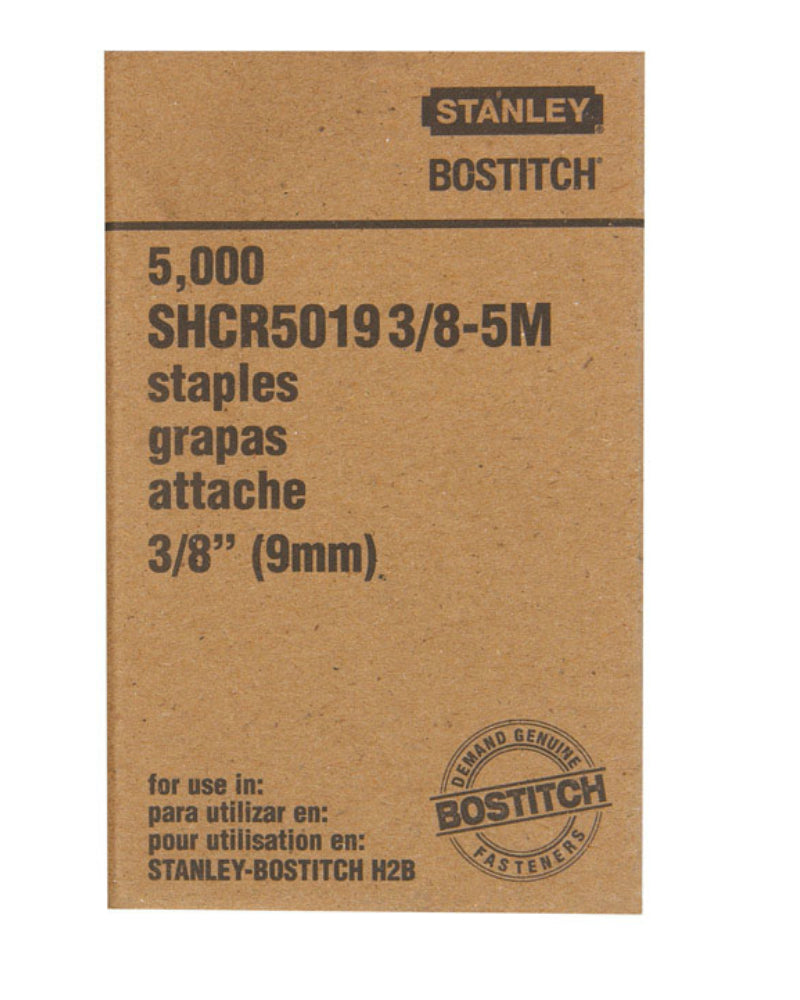 STANLEY®
BOSTITCH®
5,000
SHCR5019 3/8-5M
staples
grapas
attache
3/8” (9mm)
for use in:
para utilizar en:
pour utilisation en:
STANLEY-BOSTITCH H2B
DEMAND GENUINE
BOSTITCH
FASTENERS